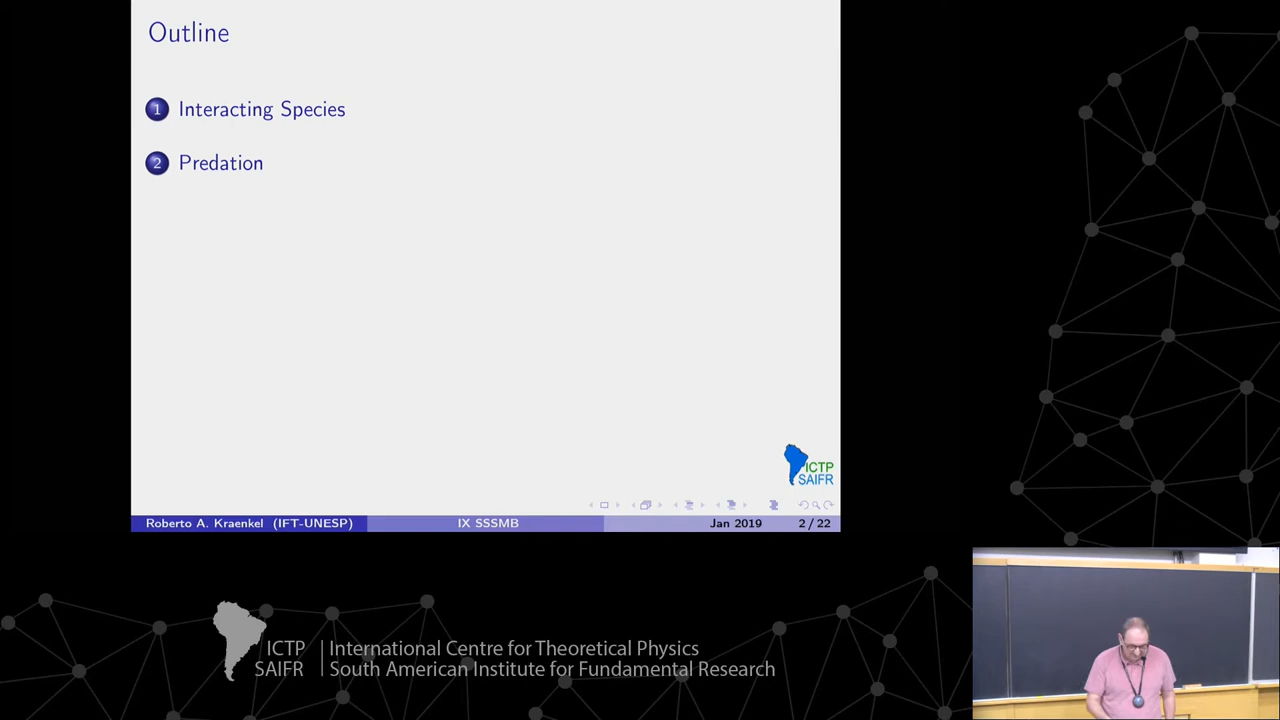 Outline
1 Interacting Species
2 Predation
ICTP
SAIFR
Roberto A. Kraenkel (IFT-UNESP) IX SSSMB Jan 2019 2 / 22
ICTP International Centre for Theoretical Physics
SAIFR South American Institute for Fundamental Research